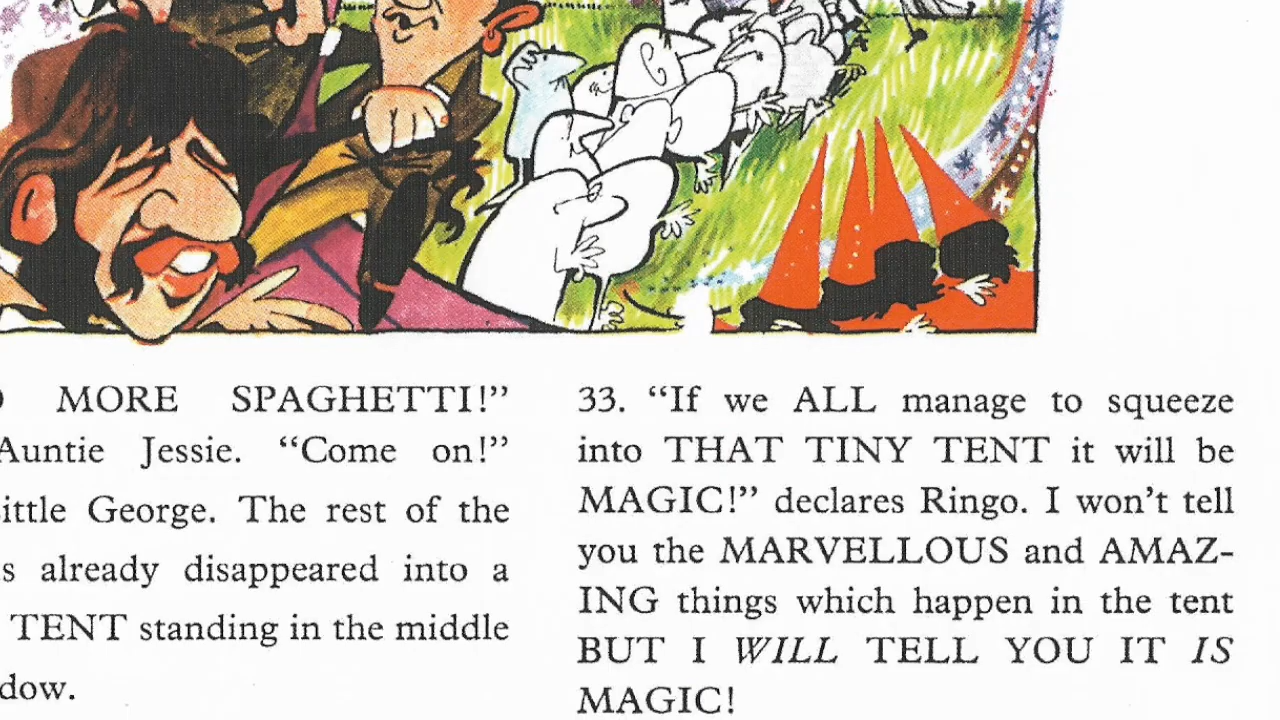 MORE SPAGHETTI!”
Auntie Jessie. “Come on!”
ittle George. The rest of the
s already disappeared into a
TENT standing in the middle
dow.
33. “If we ALL manage to squeeze
into THAT TINY TENT it will be
MAGIC!” declares Ringo. I won’t tell
you the MARVELLOUS and AMAZ-
ING things which happen in the tent
BUT I WILL TELL YOU IT IS
MAGIC!